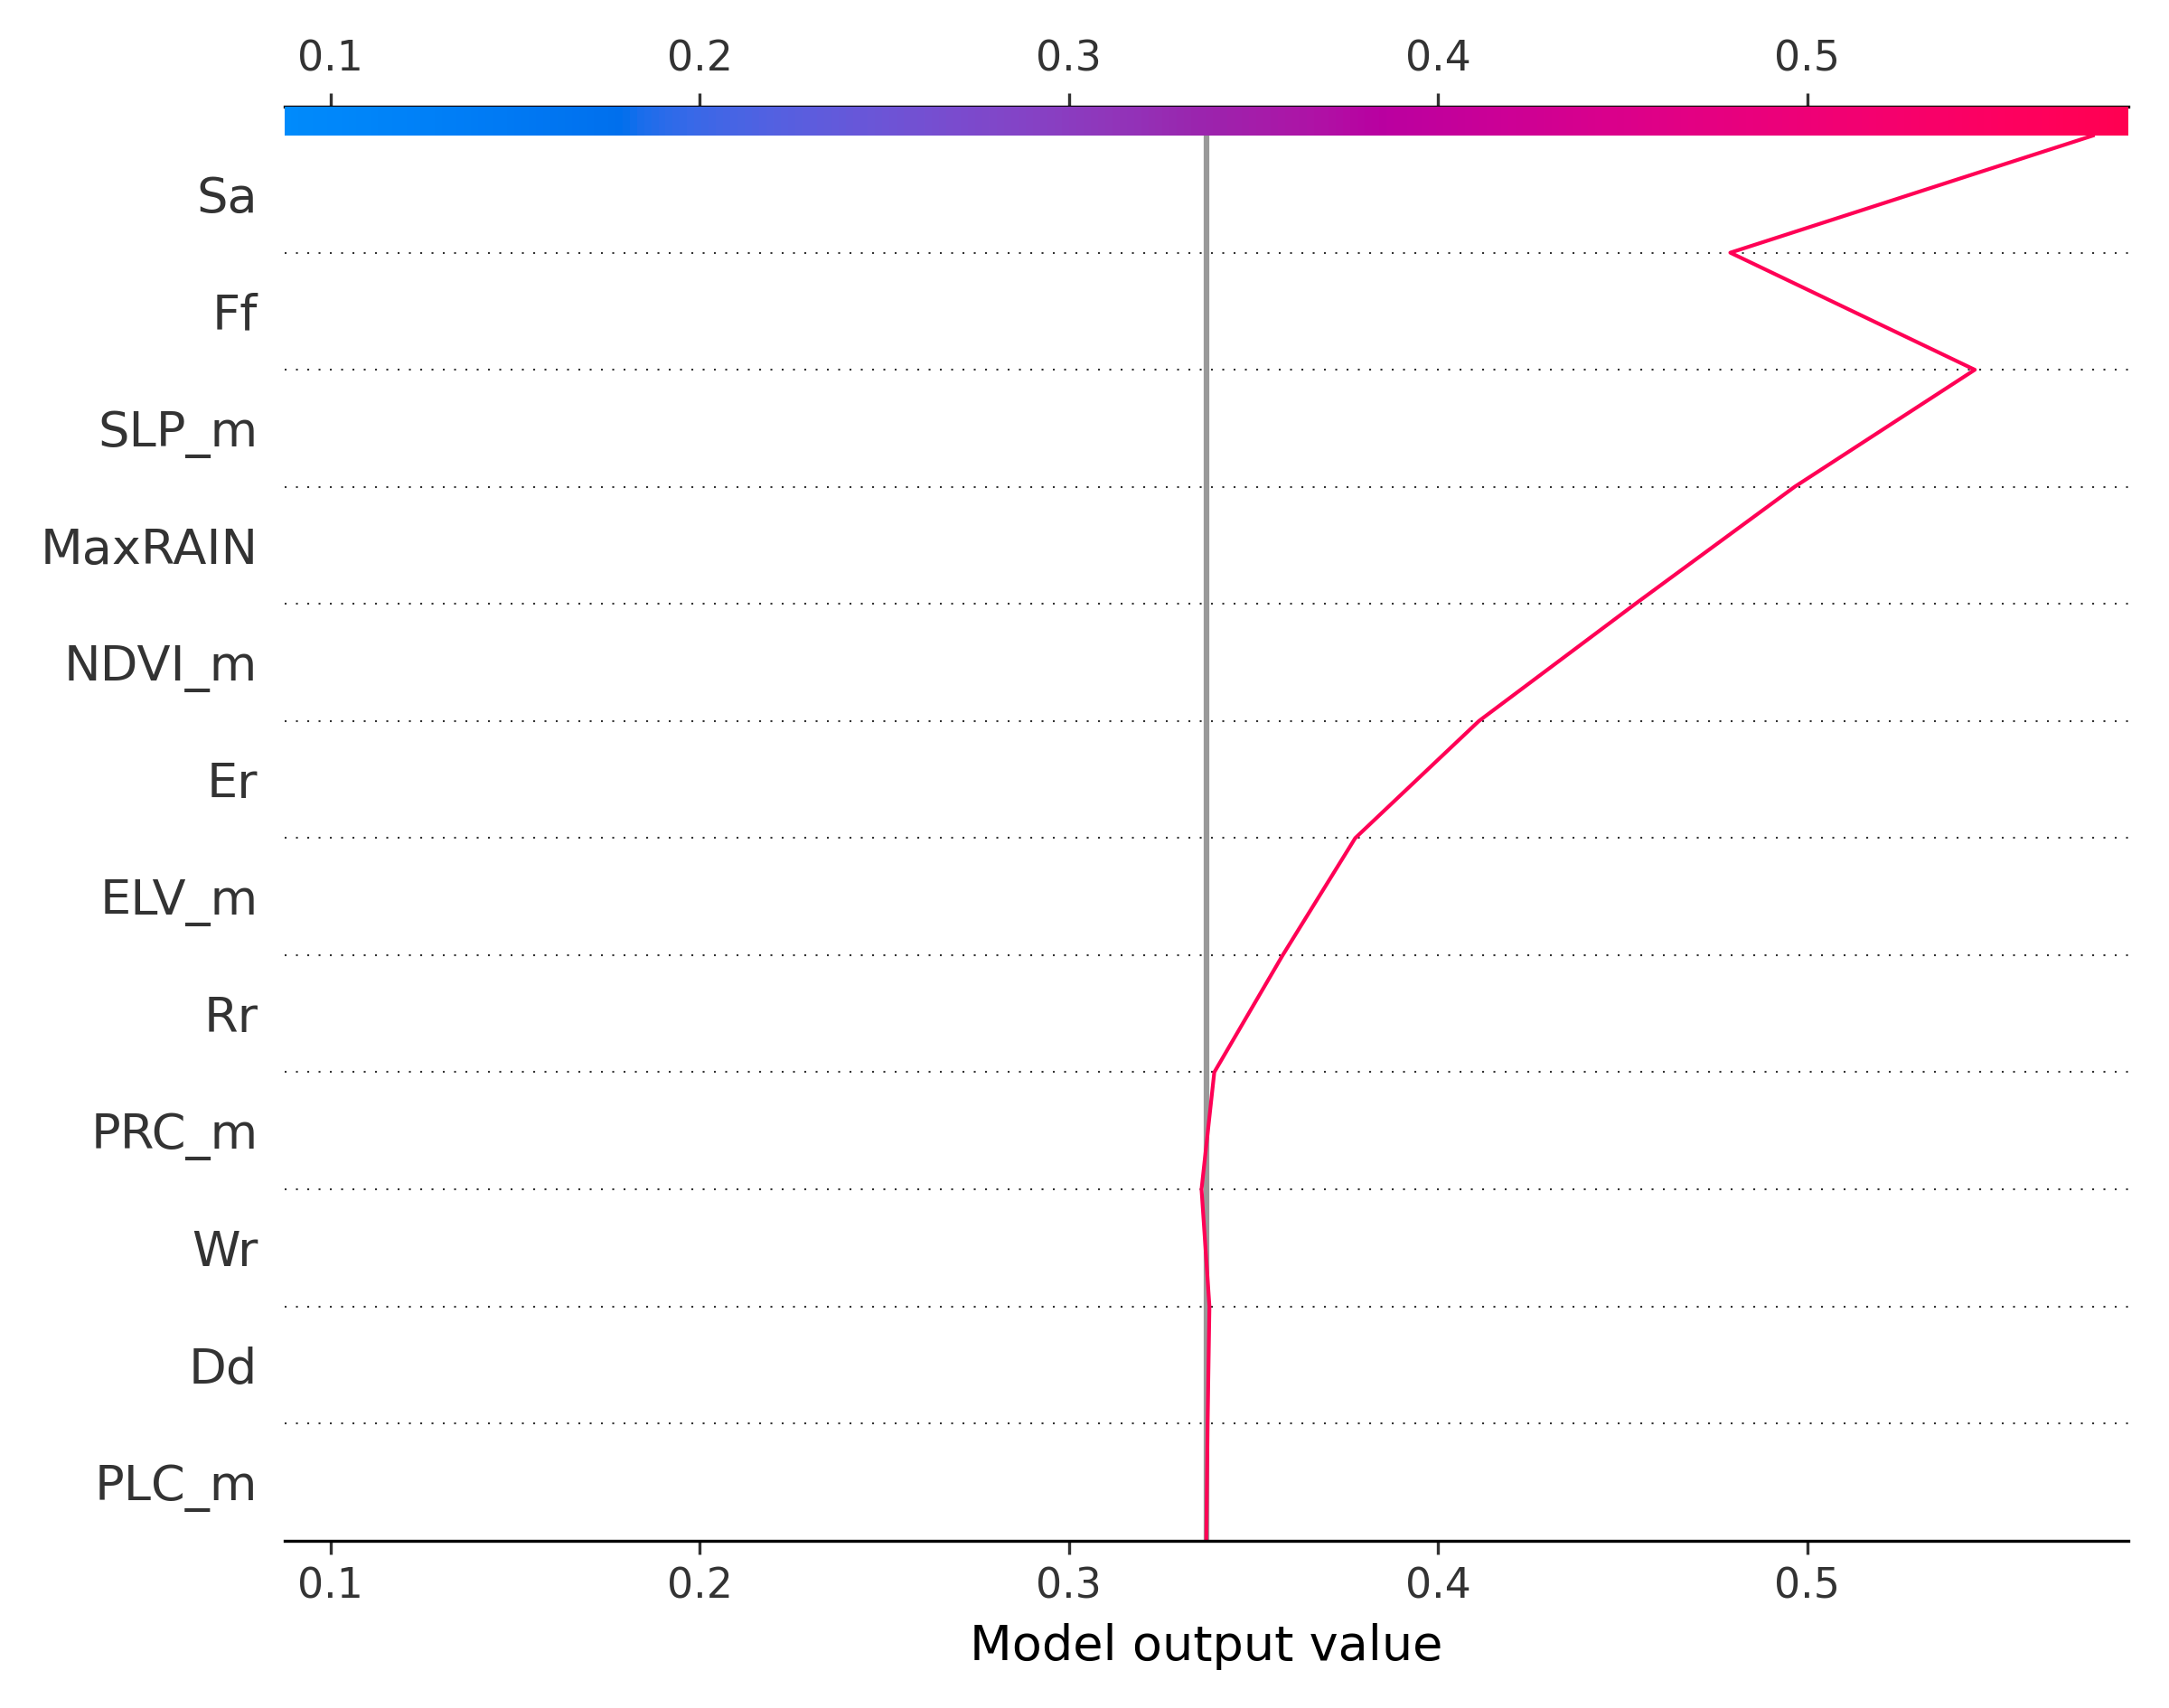 0.1 0.2 0.3 0.4 0.5
Sa
Ff
SLP_m
MaxRAIN
NDVI_m
Er
ELV_m
Rr
PRC_m
Wr
Dd
PLC_m
0.1 0.2 0.3 0.4 0.5
Model output value